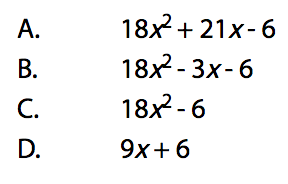 A. 18x² + 21x - 6
B. 18x² - 3x - 6
C. 18x² - 6
D. 9x + 6